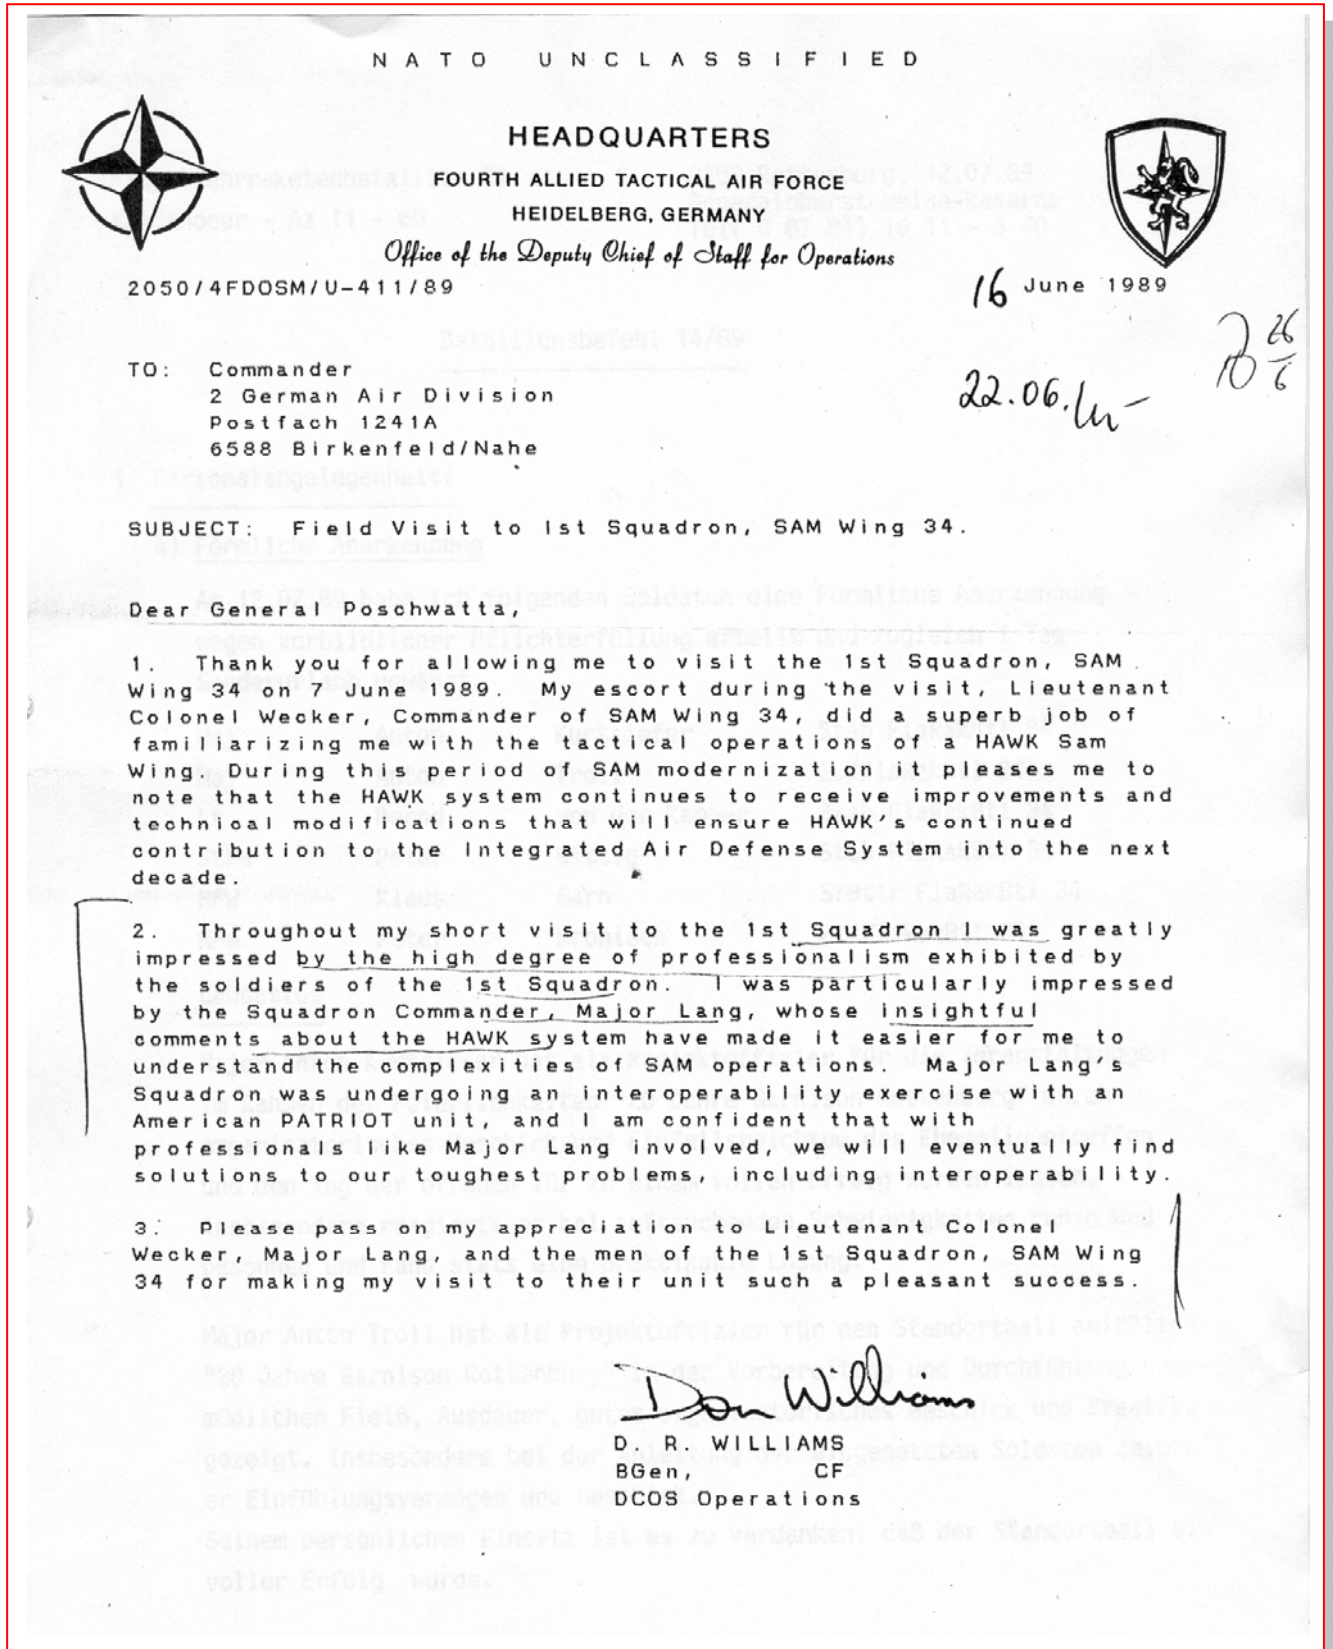 NATO UNCLASSIFIED
HEADQUARTERS
FOURTH ALLIED TACTICAL AIR FORCE
HEIDELBERG, GERMANY
Office of the Deputy Chief of Staff for Operations
2050/4FDOSM/U-411/89
16 June 1989
26
6
22.06.
TO: Commander
2 German Air Division
Postfach 1241A
6588 Birkenfeld/Nahe
SUBJECT: Field Visit to 1st Squadron, SAM Wing 34.
Dear General Poschwatta,
1. Thank you for allowing me to visit the 1st Squadron, SAM
Wing 34 on 7 June 1989. My escort during the visit, Lieutenant
Colonel Wecker, Commander of SAM Wing 34, did a superb job of
familiarizing me with the tactical operations of a HAWK Sam
Wing. During this period of SAM modernization it pleases me to
note that the HAWK system continues to receive improvements and
technical modifications that will ensure HAWK's continued
contribution to the Integrated Air Defense System into the next
decade.
2. Throughout my short visit to the 1st Squadron I was greatly
impressed by the high degree of professionalism exhibited by
the soldiers of the 1st Squadron. I was particularly impressed
by the Squadron Commander, Major Lang, whose insightful
comments about the HAWK system have made it easier for me to
understand the complexities of SAM operations. Major Lang's
Squadron was undergoing an interoperability exercise with an
American PATRIOT unit, and I am confident that with
professionals like Major Lang involved, we will eventually find
solutions to our toughest problems, including interoperability.
3. Please pass on my appreciation to Lieutenant Colonel
Wecker, Major Lang, and the men of the 1st Squadron, SAM Wing
34 for making my visit to their unit such a pleasant success.
Don Williams
D. R. WILLIAMS
BGen, CF
DCOS Operations